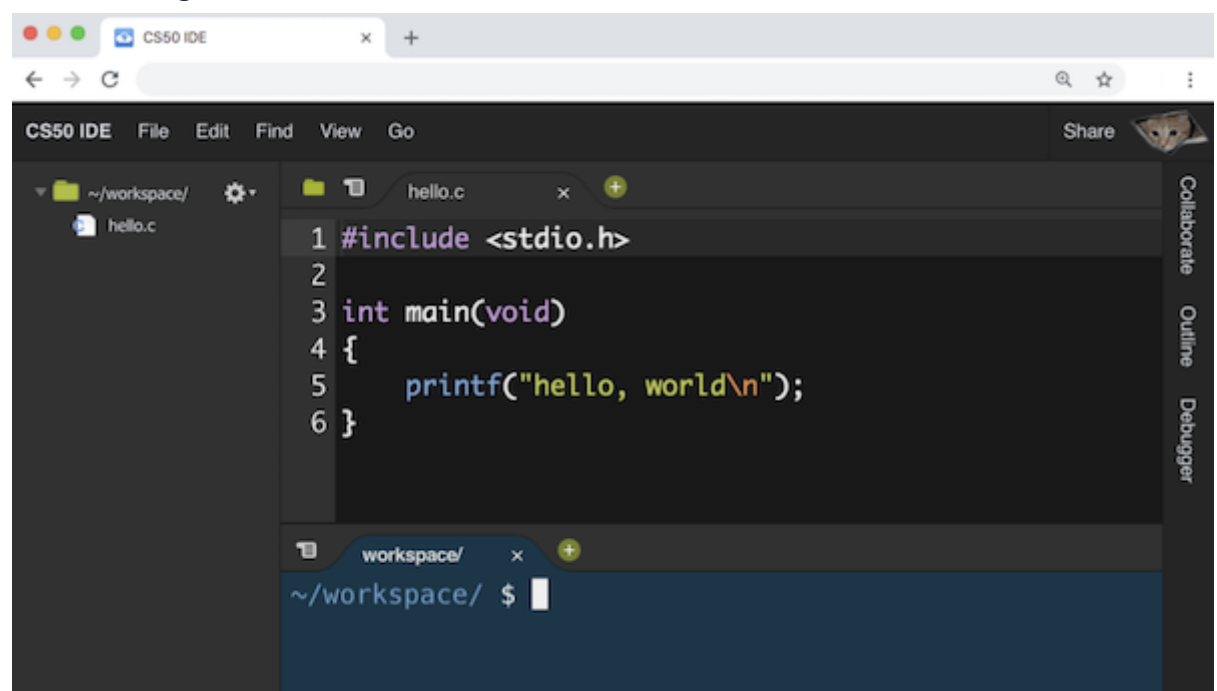 CS50 IDE
CS50 IDE File Edit Find View Go Share
~/workspace/
hello.c
hello.c
1 #include <stdio.h>
2
3 int main(void)
4 {
5     printf("hello, world\n");
6 }
workspace/
~/workspace/ $
Collaborate
Outline
Debugger